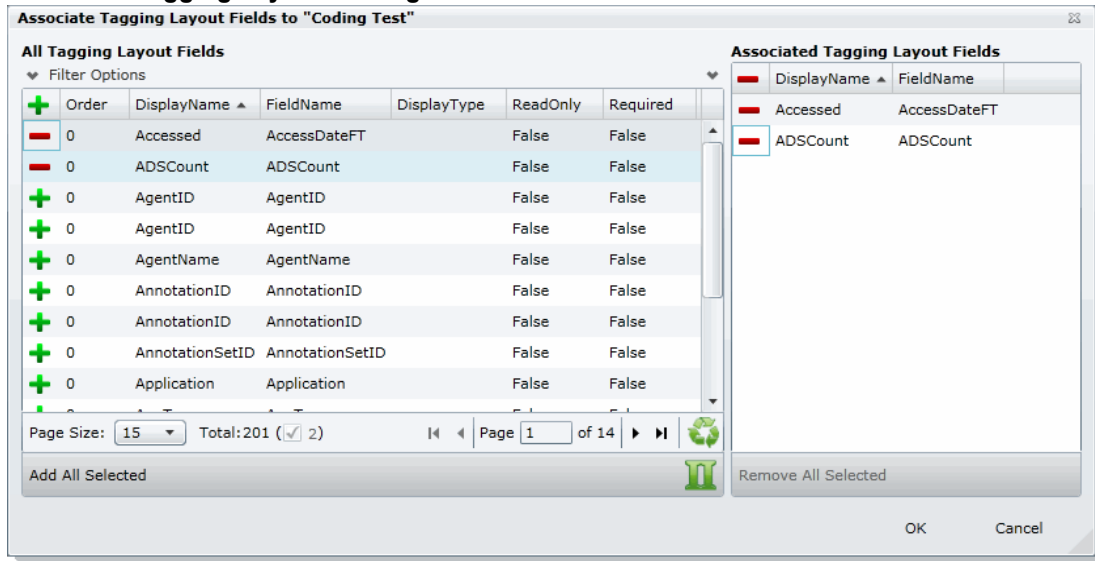 Associate Tagging Layout Fields to "Coding Test"
All Tagging Layout Fields
Filter Options
Order DisplayName FieldName DisplayType ReadOnly Required
0 Accessed AccessDateFT False False
0 ADSCount ADSCount False False
0 AgentID AgentID False False
0 AgentID AgentID False False
0 AgentName AgentName False False
0 AnnotationID AnnotationID False False
0 AnnotationID AnnotationID False False
0 AnnotationSetID AnnotationSetID False False
0 Application Application False False
Page Size: 15 Total:201 (2) Page 1 of 14
Add All Selected
Associated Tagging Layout Fields
DisplayName FieldName
Accessed AccessDateFT
ADSCount ADSCount
Remove All Selected
OK Cancel